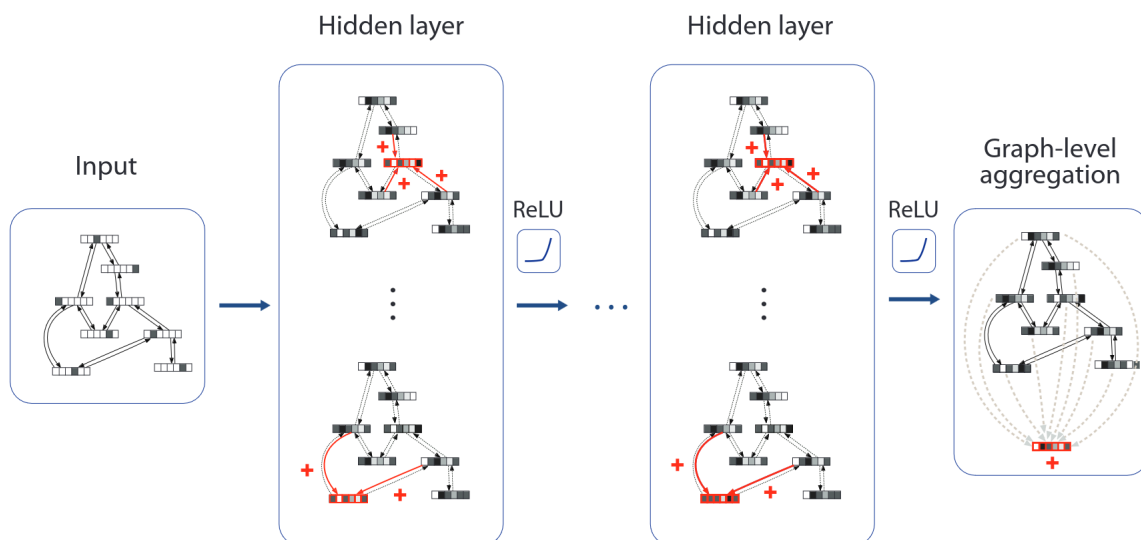 Hidden layer
Hidden layer
Input
Graph-level
aggregation
ReLU
ReLU
+
+
+
+
+
+
+
+
+
+
+